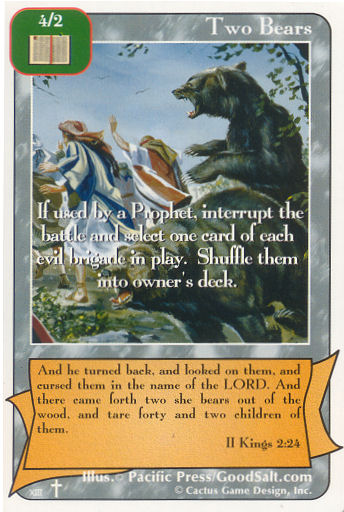 4/2
Two Bears
If used by a Prophet, interrupt the
battle and select one card of each
evil brigade in play. Shuffle them
into owner's deck.
And he turned back, and looked on them, and
cursed them in the name of the LORD. And
there came forth two she bears out of the
wood, and tare forty and two children of
them.
II Kings 2:24
Illus. © Pacific Press/GoodSalt.com
XIII © Cactus Game Design, Inc.